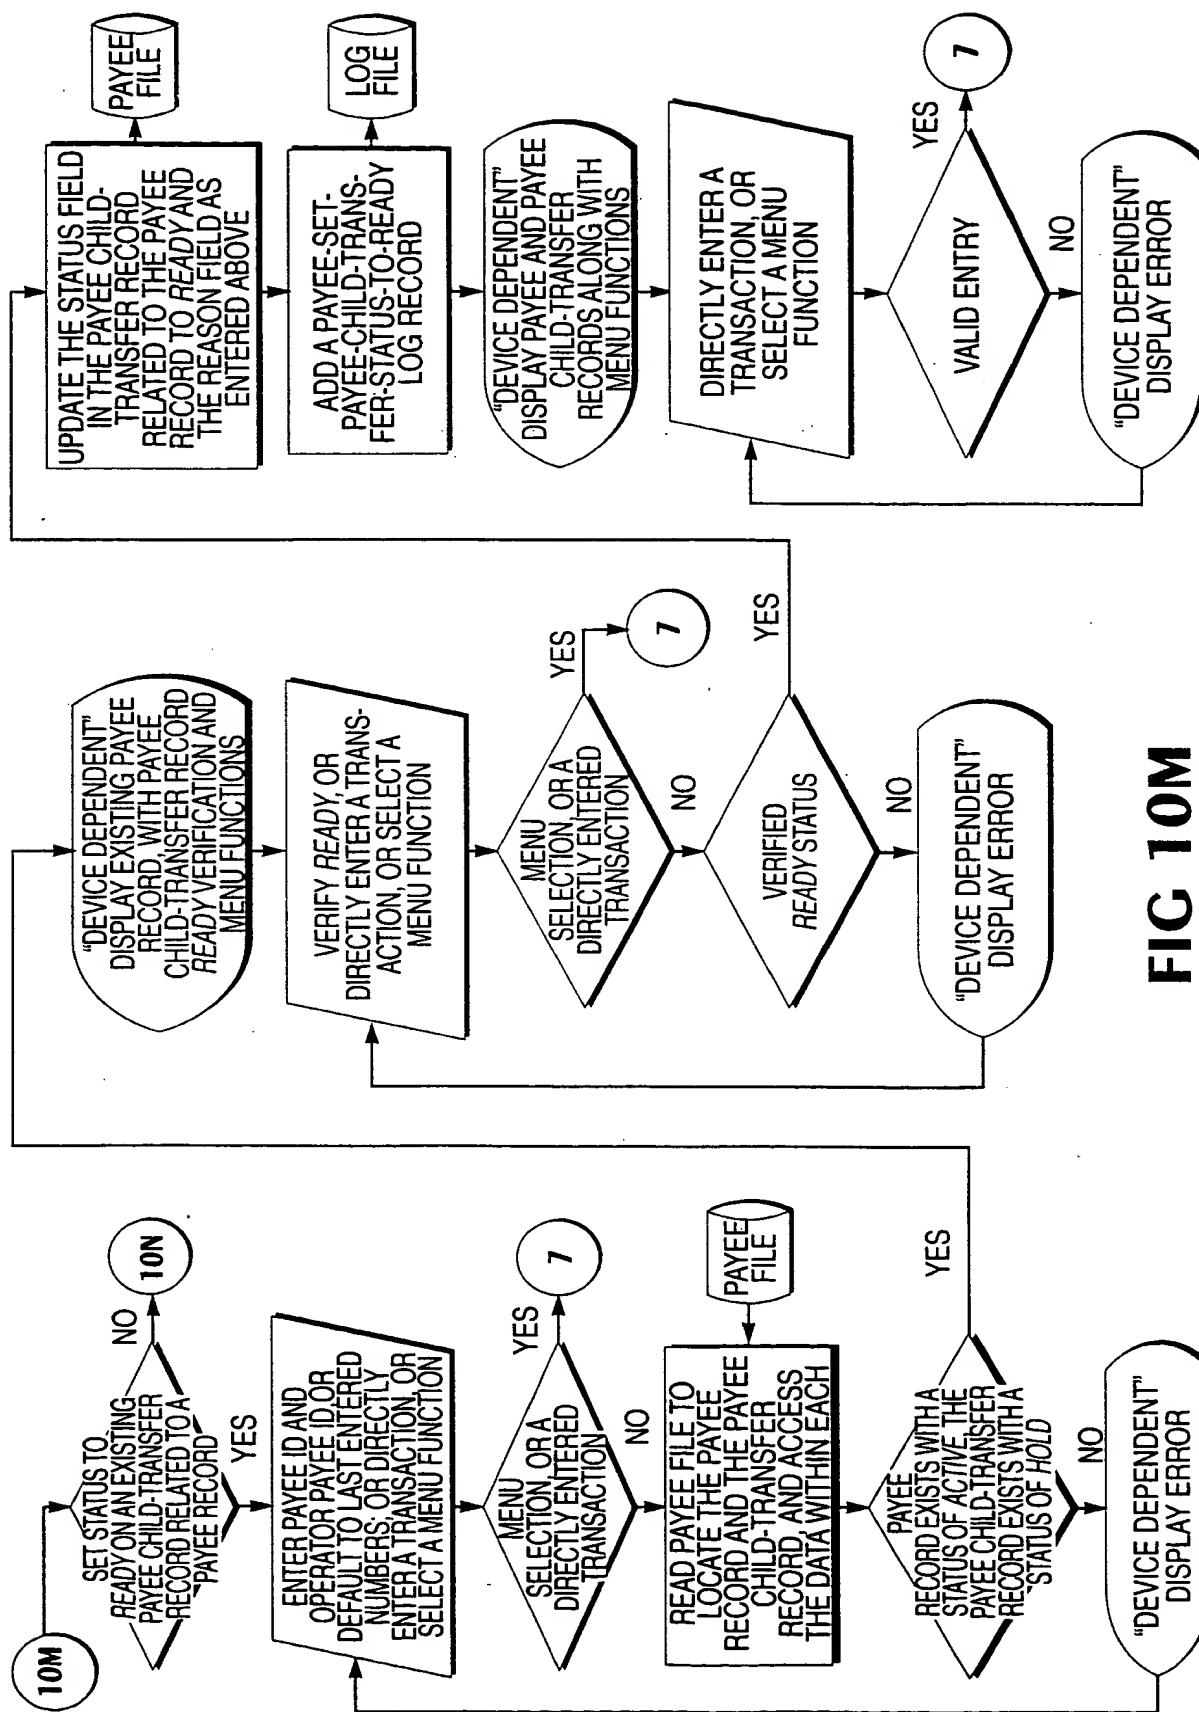 10M
SET STATUS TO
READY ON AN EXISTING
PAYEE CHILD-TRANSFER
RECORD RELATED TO A
PAYEE RECORD
NO
10N
YES
ENTER PAYEE ID AND
OPERATOR PAYEE ID,OR
DEFAULT TO LAST ENTERED
NUMBERS; OR DIRECTLY
ENTER A TRANSACTION, OR
SELECT A MENU FUNCTION
MENU
SELECTION, OR A
DIRECTLY ENTERED
TRANSACTION
YES
7
NO
READ PAYEE FILE TO
LOCATE THE PAYEE
RECORD AND THE PAYEE
CHILD-TRANSFER
RECORD, AND ACCESS
THE DATA WITHIN EACH
PAYEE
FILE
PAYEE
RECORD EXISTS WITH A
STATUS OF ACTIVE THE
PAYEE CHILD-TRANSFER
RECORD EXISTS WITH A
STATUS OF HOLD
YES
NO
"DEVICE DEPENDENT"
DISPLAY ERROR
"DEVICE DEPENDENT"
DISPLAY EXISTING PAYEE
RECORD, WITH PAYEE
CHILD-TRANSFER RECORD
READY VERIFICATION AND
MENU FUNCTIONS
VERIFY READY, OR
DIRECTLY ENTER A TRANS-
ACTION, OR SELECT A
MENU FUNCTION
MENU
SELECTION, OR A
DIRECTLY ENTERED
TRANSACTION
YES
7
NO
VERIFIED
READY STATUS
YES
NO
"DEVICE DEPENDENT"
DISPLAY ERROR
UPDATE THE STATUS FIELD
IN THE PAYEE CHILD-
TRANSFER RECORD
RELATED TO THE PAYEE
RECORD TO READY AND
THE REASON FIELD AS
ENTERED ABOVE
PAYEE
FILE
ADD A PAYEE-SET-
PAYEE-CHILD-TRANS-
FER-STATUS-TO-READY
LOG RECORD
LOG
FILE
"DEVICE DEPENDENT"
DISPLAY PAYEE AND PAYEE
CHILD-TRANSFER
RECORDS ALONG WITH
MENU FUNCTIONS
DIRECTLY ENTER A
TRANSACTION, OR
SELECT A MENU
FUNCTION
VALID ENTRY
YES
7
NO
"DEVICE DEPENDENT"
DISPLAY ERROR
FIG 10M